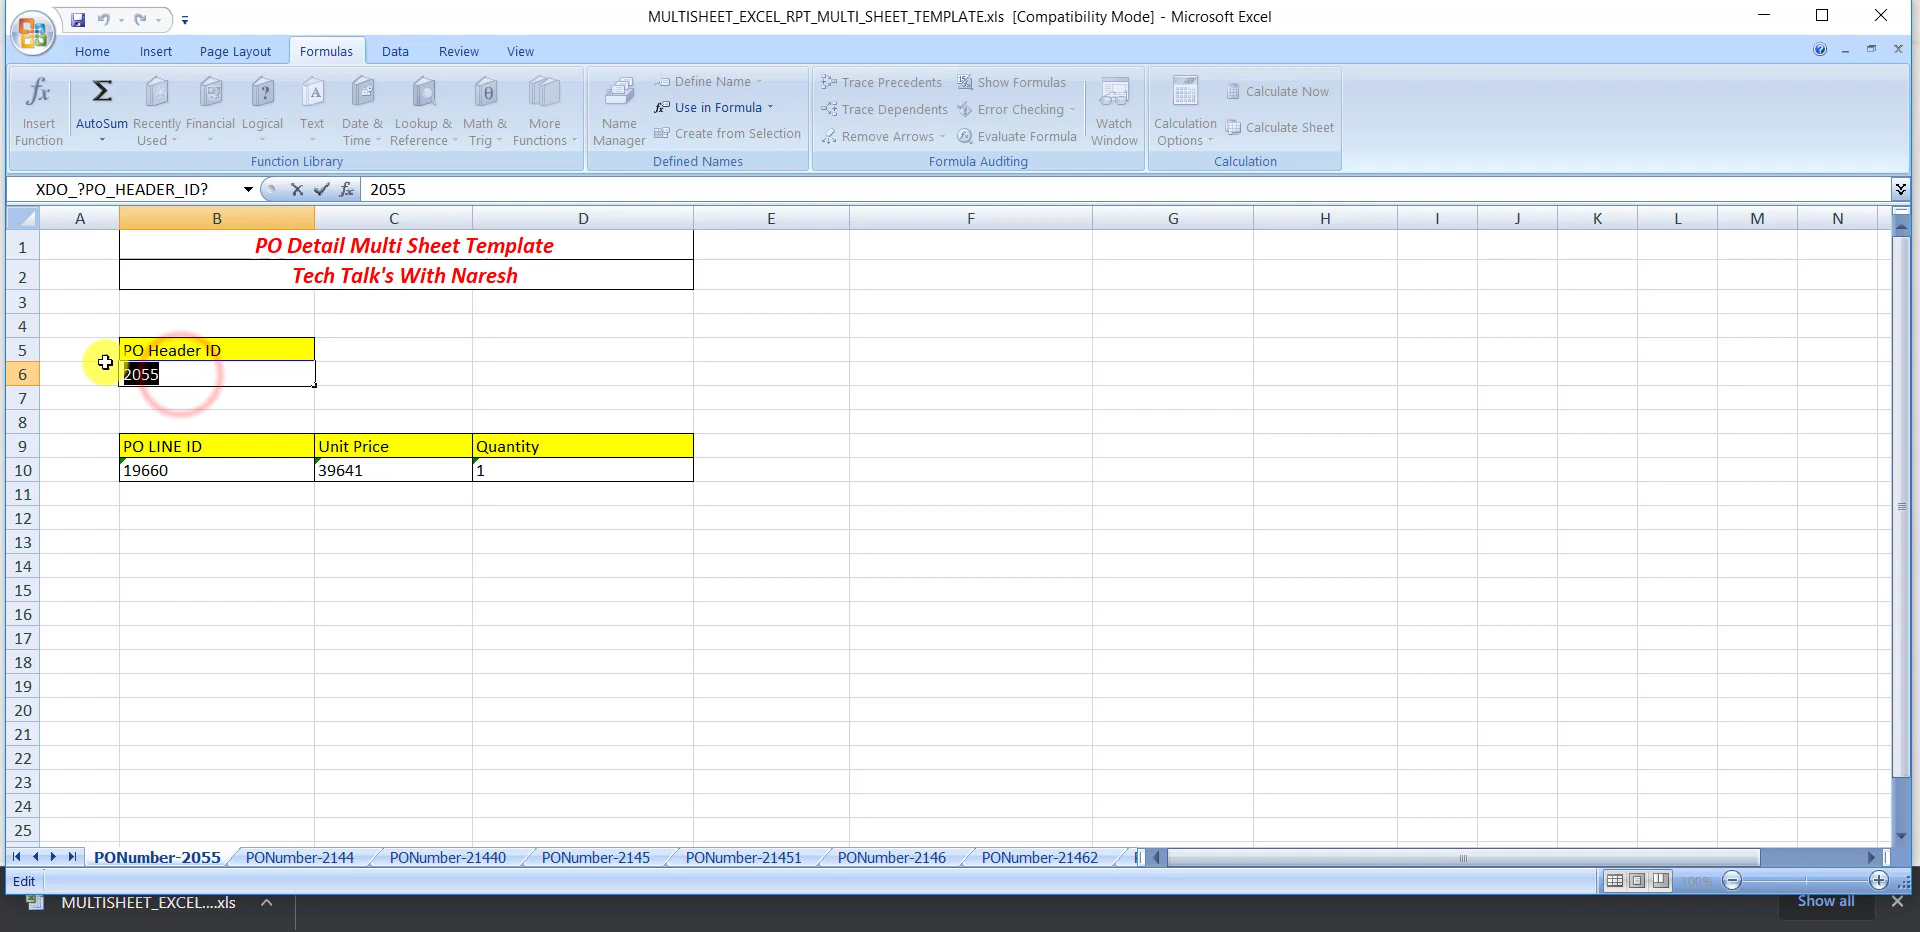 MULTISHEET_EXCEL_RPT_MULTI_SHEET_TEMPLATE.xls [Compatibility Mode] - Microsoft Excel
Home Insert Page Layout Formulas Data Review View
fx Insert Function
Σ AutoSum
Recently Used
Financial
? Logical
A Text
Date & Time
Lookup & Reference
θ Math & Trig
More Functions
Function Library
Name Manager
Define Name
Use in Formula
Create from Selection
Defined Names
Trace Precedents
Trace Dependents
Remove Arrows
Show Formulas
Error Checking
Evaluate Formula
Watch Window
Formula Auditing
Calculation Options
Calculate Now
Calculate Sheet
Calculation
XDO_?PO_HEADER_ID? fx 2055
A B C D E F G H I J K L M N
1 PO Detail Multi Sheet Template
2 Tech Talk's With Naresh
3
4
5 PO Header ID
6 2055
7
8
9 PO LINE ID Unit Price Quantity
10 19660 39641 1
11
12
13
14
15
16
17
18
19
20
21
22
23
24
25
PONumber-2055 PONumber-2144 PONumber-21440 PONumber-2145 PONumber-21451 PONumber-2146 PONumber-21462
Edit 100%
MULTISHEET_EXCEL....xls Show all